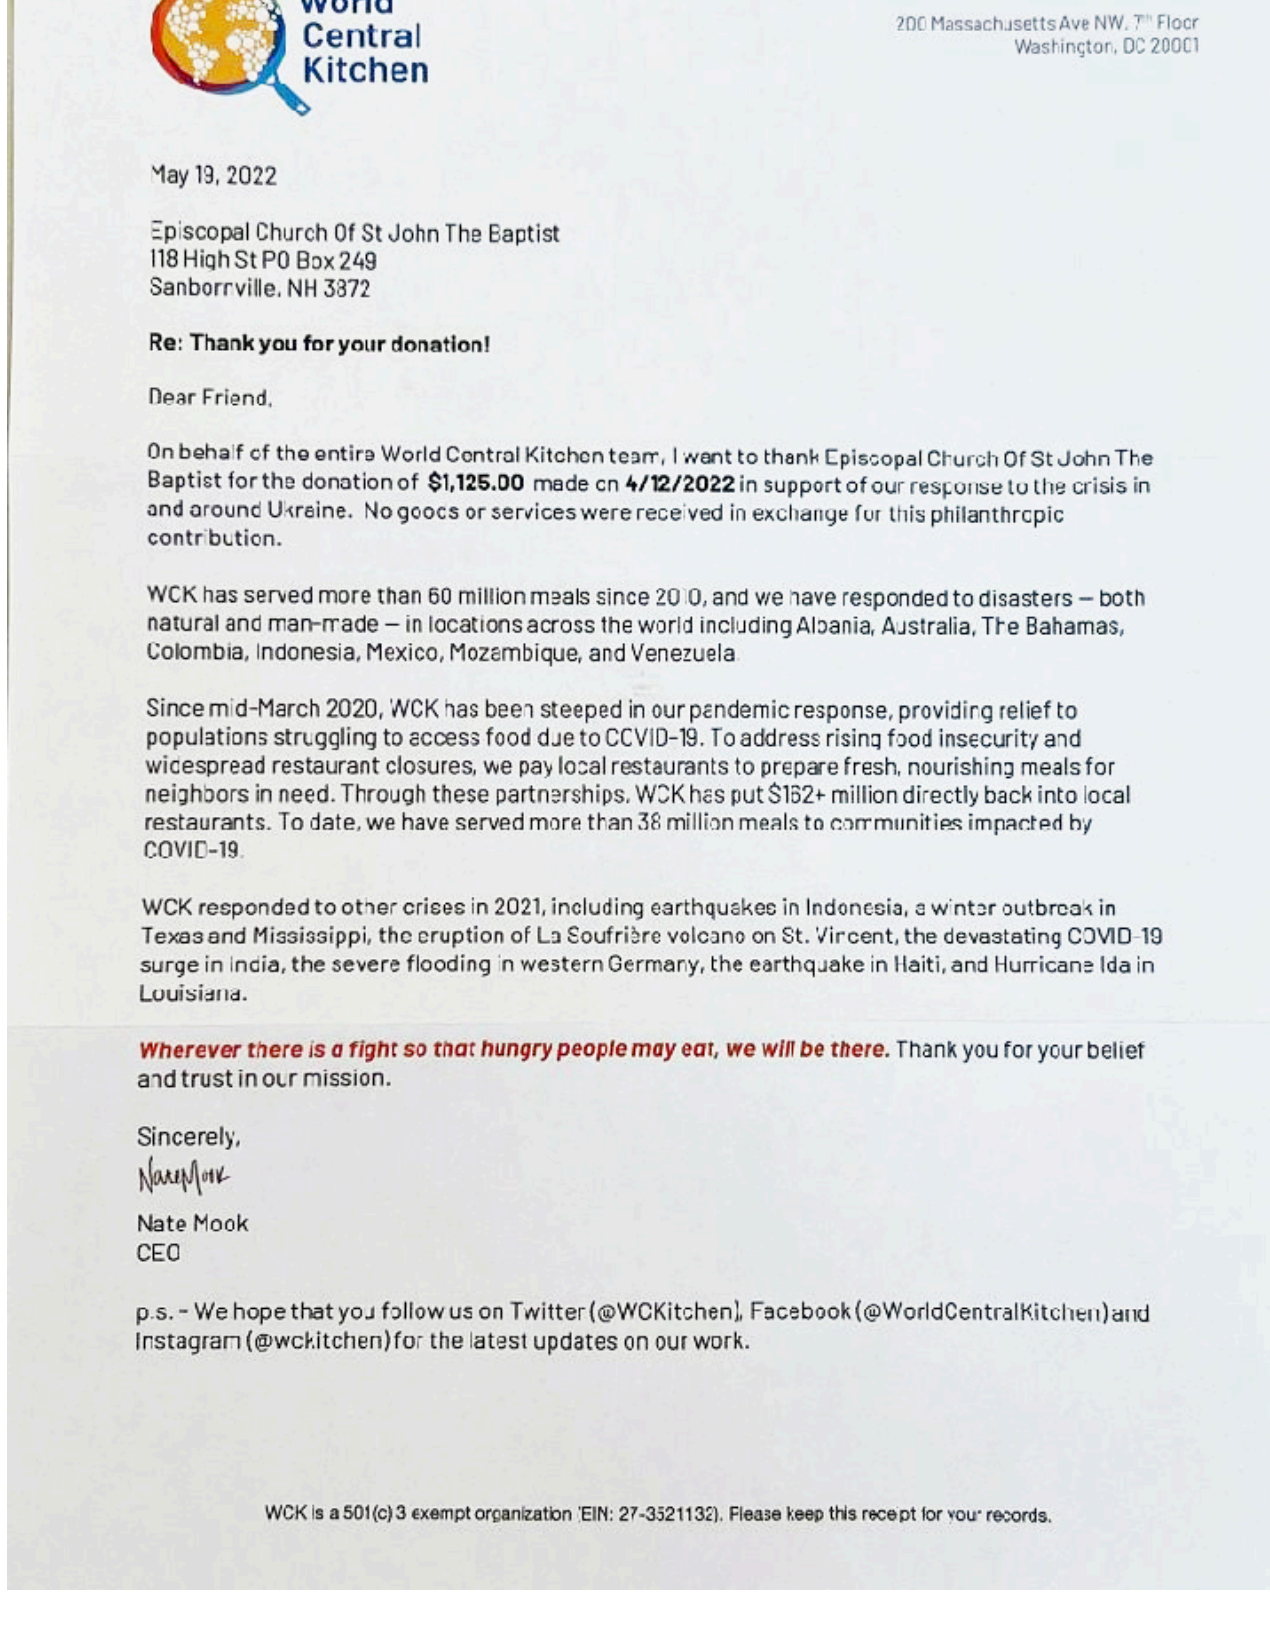 World
Central
Kitchen
200 Massachusetts Ave NW, 7th Floor
Washington, DC 20001
May 19, 2022
Episcopal Church Of St John The Baptist
118 High St PO Box 249
Sanbornville, NH 3872
Re: Thank you for your donation!
Dear Friend,
On behalf of the entire World Central Kitchen team, I want to thank Episcopal Church Of St John The
Baptist for the donation of $1,125.00 made on 4/12/2022 in support of our response to the crisis in
and around Ukraine. No goods or services were received in exchange for this philanthropic
contribution.
WCK has served more than 60 million meals since 2010, and we have responded to disasters — both
natural and man-made — in locations across the world including Albania, Australia, The Bahamas,
Colombia, Indonesia, Mexico, Mozambique, and Venezuela.
Since mid-March 2020, WCK has been steeped in our pandemic response, providing relief to
populations struggling to access food due to COVID-19. To address rising food insecurity and
widespread restaurant closures, we pay local restaurants to prepare fresh, nourishing meals for
neighbors in need. Through these partnerships, WCK has put $162+ million directly back into local
restaurants. To date, we have served more than 38 million meals to communities impacted by
COVID-19.
WCK responded to other crises in 2021, including earthquakes in Indonesia, a winter outbreak in
Texas and Mississippi, the eruption of La Soufrière volcano on St. Vincent, the devastating COVID-19
surge in India, the severe flooding in western Germany, the earthquake in Haiti, and Hurricane Ida in
Louisiana.
Wherever there is a fight so that hungry people may eat, we will be there. Thank you for your belief
and trust in our mission.
Sincerely,
Nate Mook
Nate Mook
CEO
p.s. - We hope that you follow us on Twitter (@WCKitchen), Facebook (@WorldCentralKitchen) and
Instagram (@wckitchen) for the latest updates on our work.
WCK is a 501(c)3 exempt organization (EIN: 27-3521132). Please keep this receipt for your records.